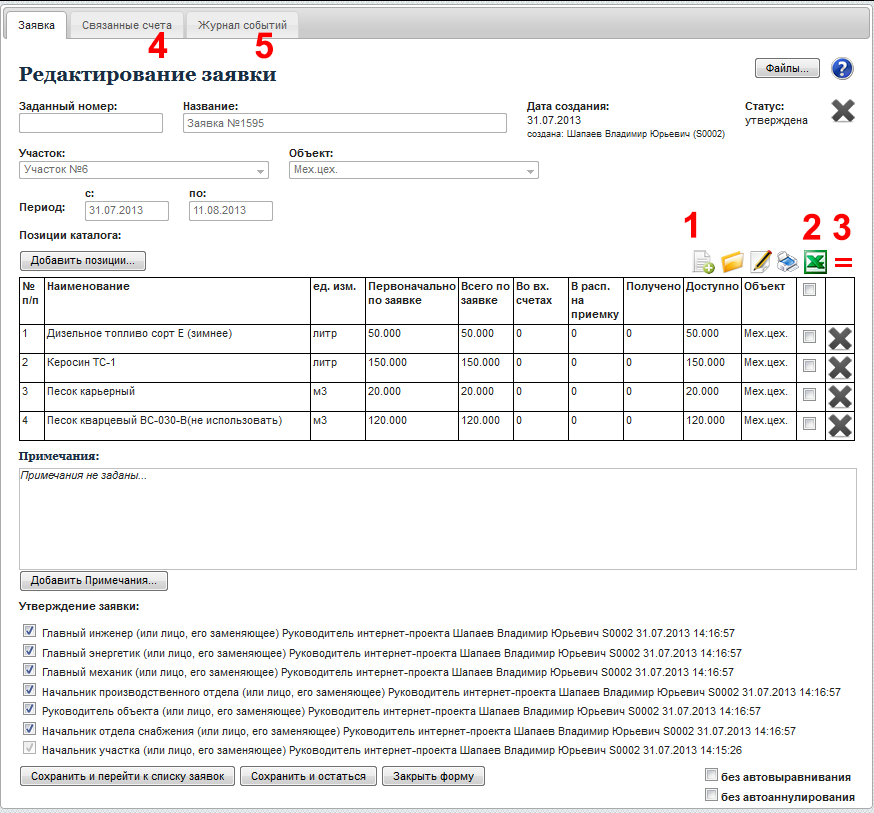 Заявка Связанные счета Журнал событий
4 5
Редактирование заявки
Файлы... ?
Заданный номер: Название: Дата создания: Статус:
Заявка №1595 31.07.2013 утверждена
создана: Шапаев Владимир Юрьевич (S0002)
Участок: Объект:
Участок №6 Мех.цех.
с: по:
Период: 31.07.2013 11.08.2013
Позиции каталога: 1 2 3
Добавить позиции... =
№ п/п Наименование ед. изм. Первоначально по заявке Всего по заявке Во вх. счетах В расп. на приемку Получено Доступно Объект
1 Дизельное топливо сорт Е (зимнее) литр 50.000 50.000 0 0 0 50.000 Мех.цех.
2 Керосин ТС-1 литр 150.000 150.000 0 0 0 150.000 Мех.цех.
3 Песок карьерный м3 20.000 20.000 0 0 0 20.000 Мех.цех.
4 Песок кварцевый ВС-030-В(не использовать) м3 120.000 120.000 0 0 0 120.000 Мех.цех.
Примечания:
Примечания не заданы...
Добавить Примечания...
Утверждение заявки:
Главный инженер (или лицо, его заменяющее) Руководитель интернет-проекта Шапаев Владимир Юрьевич S0002 31.07.2013 14:16:57
Главный энергетик (или лицо, его заменяющее) Руководитель интернет-проекта Шапаев Владимир Юрьевич S0002 31.07.2013 14:16:57
Главный механик (или лицо, его заменяющее) Руководитель интернет-проекта Шапаев Владимир Юрьевич S0002 31.07.2013 14:16:57
Начальник производственного отдела (или лицо, его заменяющее) Руководитель интернет-проекта Шапаев Владимир Юрьевич S0002 31.07.2013 14:16:57
Руководитель объекта (или лицо, его заменяющее) Руководитель интернет-проекта Шапаев Владимир Юрьевич S0002 31.07.2013 14:16:57
Начальник отдела снабжения (или лицо, его заменяющее) Руководитель интернет-проекта Шапаев Владимир Юрьевич S0002 31.07.2013 14:16:57
Начальник участка (или лицо, его заменяющее) Руководитель интернет-проекта Шапаев Владимир Юрьевич S0002 31.07.2013 14:15:26
Сохранить и перейти к списку заявок Сохранить и остаться Закрыть форму без автовыравнивания
без автоаннулирования